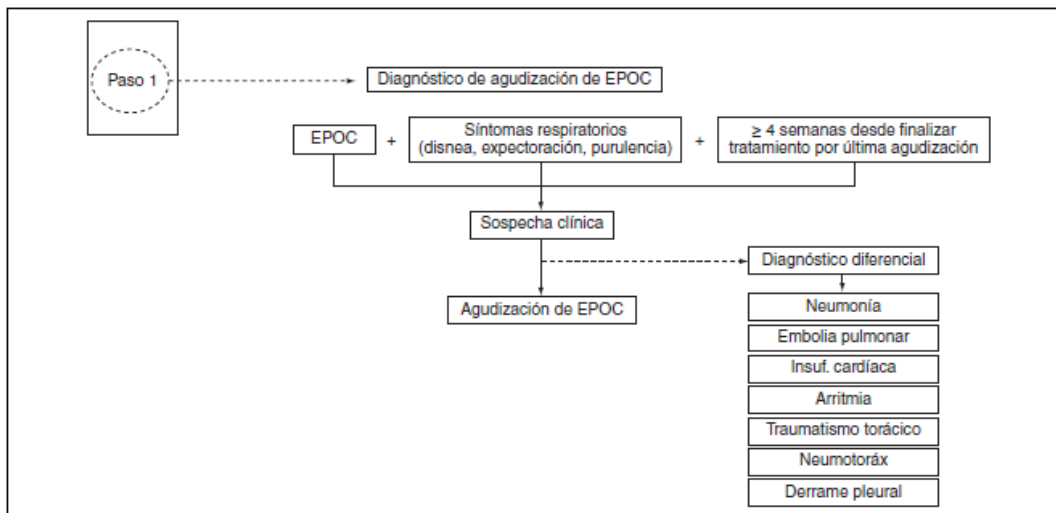 Paso 1
Diagnóstico de agudización de EPOC
EPOC
+
Síntomas respiratorios
(disnea, expectoración, purulencia)
+
≥ 4 semanas desde finalizar
tratamiento por última agudización
Sospecha clínica
Diagnóstico diferencial
Agudización de EPOC
Neumonía
Embolia pulmonar
Insuf. cardíaca
Arritmia
Traumatismo torácico
Neumotoráx
Derrame pleural